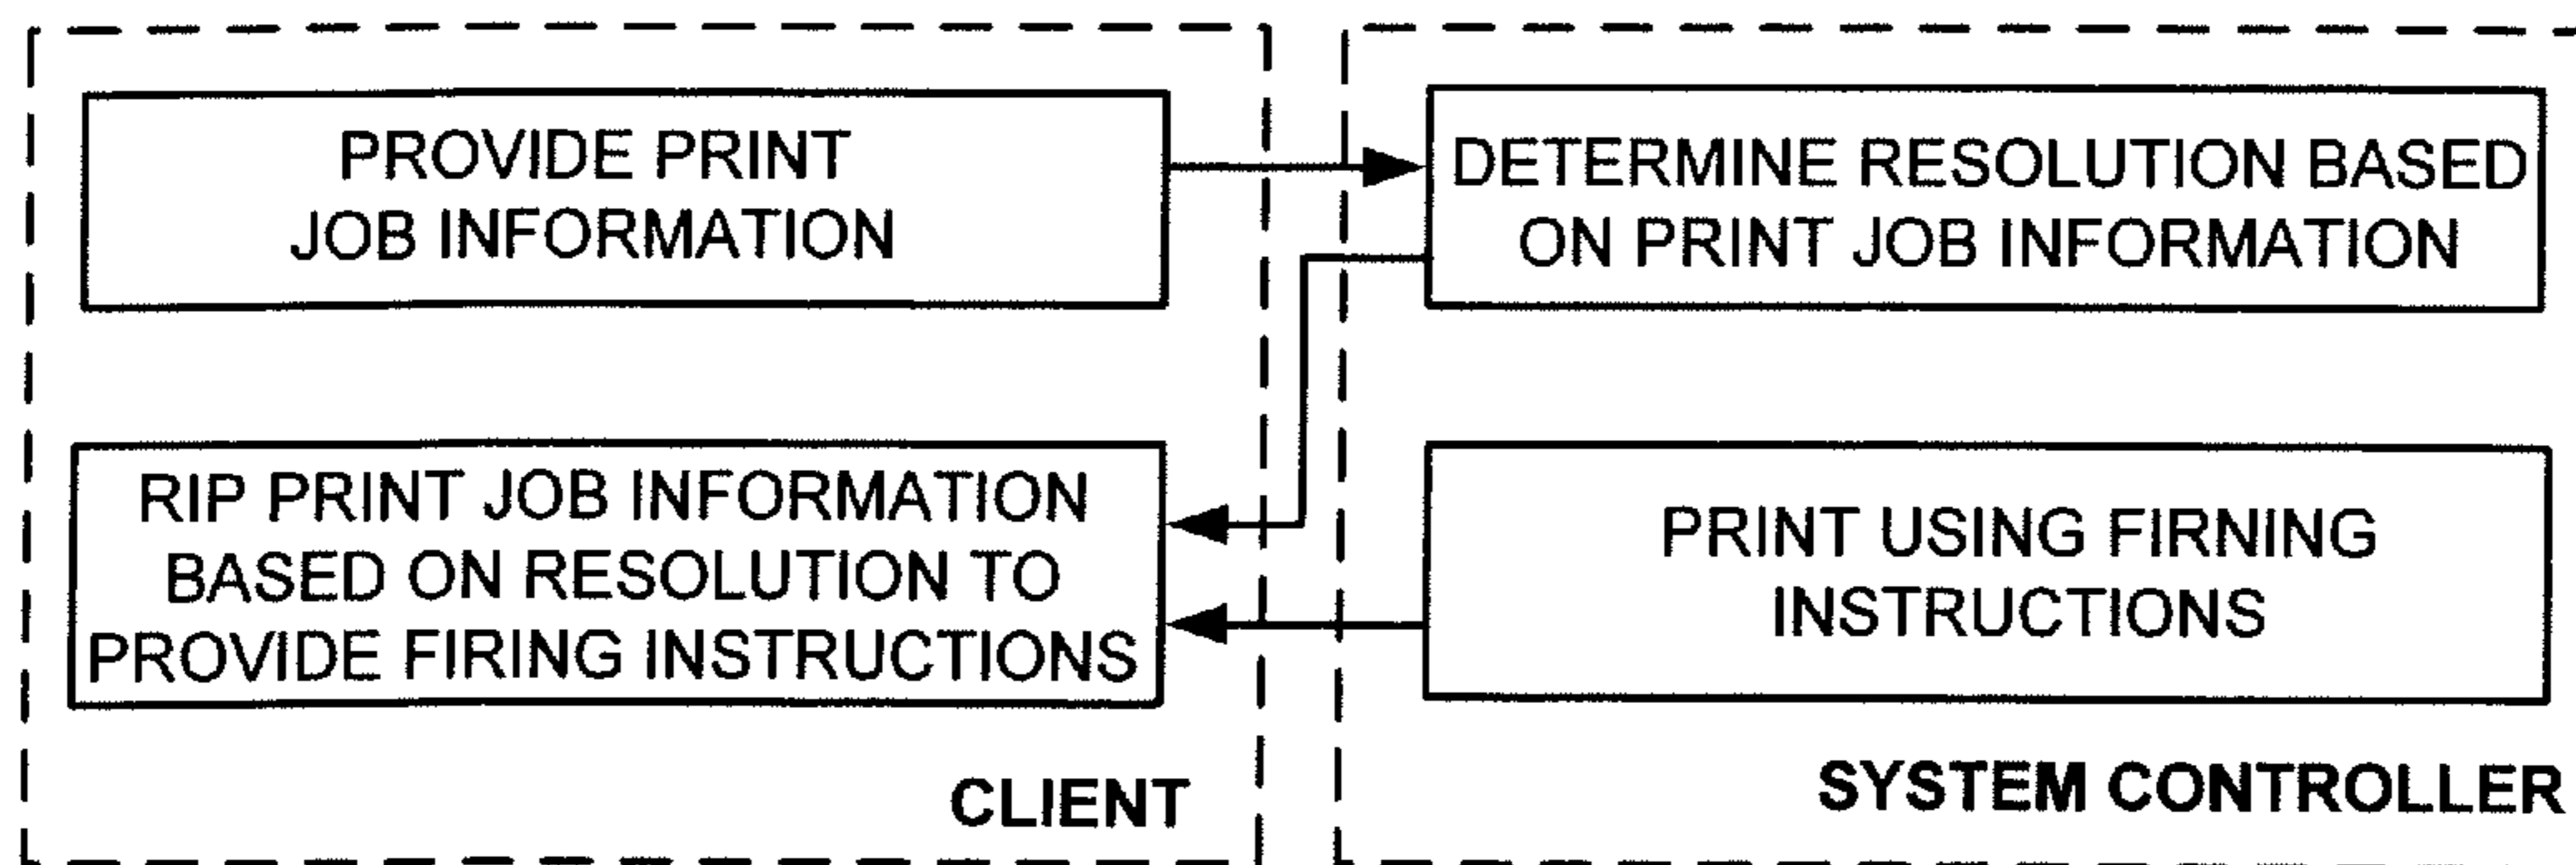 PROVIDE PRINT
JOB INFORMATION
DETERMINE RESOLUTION BASED
ON PRINT JOB INFORMATION
RIP PRINT JOB INFORMATION
BASED ON RESOLUTION TO
PROVIDE FIRING INSTRUCTIONS
PRINT USING FIRNING
INSTRUCTIONS
CLIENT
SYSTEM CONTROLLER